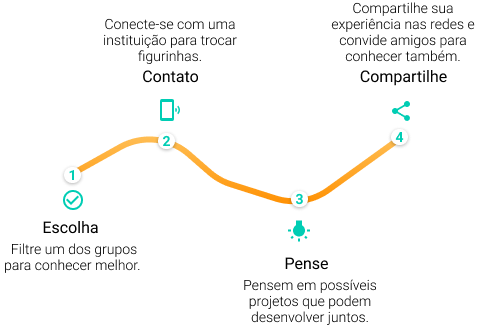 1
Escolha
Filtre um dos grupos
para conhecer melhor.
Conecte-se com uma
instituição para trocar
figurinhas.
Contato
2
3
Pense
Pensem em possíveis
projetos que podem
desenvolver juntos.
Compartilhe sua
experiência nas redes e
convide amigos para
conhecer também.
Compartilhe
4